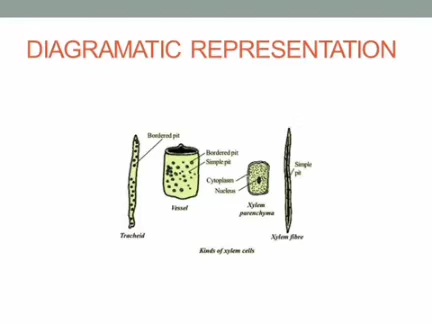 DIAGRAMATIC REPRESENTATION
Bordered pit
Tracheid
Bordered pit
Simple pit
Vessel
Cytoplasm
Nucleus
Xylem
parenchyma
Simple
pit
Xylem fibre
Kinds of xylem cells